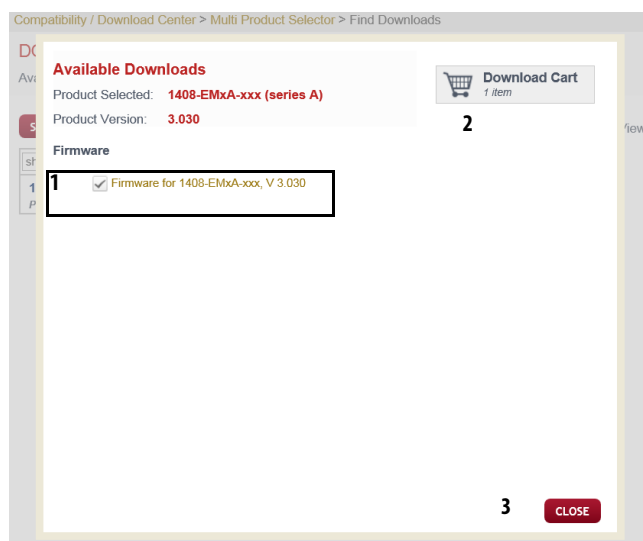 Compatibility / Download Center > Multi Product Selector > Find Downloads
Available Downloads
Product Selected: 1408-EMxA-xxx (series A)
Product Version: 3.030
Download Cart
1 item
2
Firmware
1
Firmware for 1408-EMxA-xxx, V 3.030
3
CLOSE